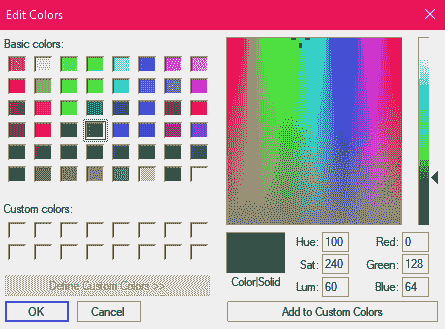 Edit Colors
Basic colors:
Custom colors:
Define Custom Colors >>
OK
Cancel
Color|Solid
Hue: 100
Sat: 240
Lum: 60
Red: 0
Green: 128
Blue: 64
Add to Custom Colors